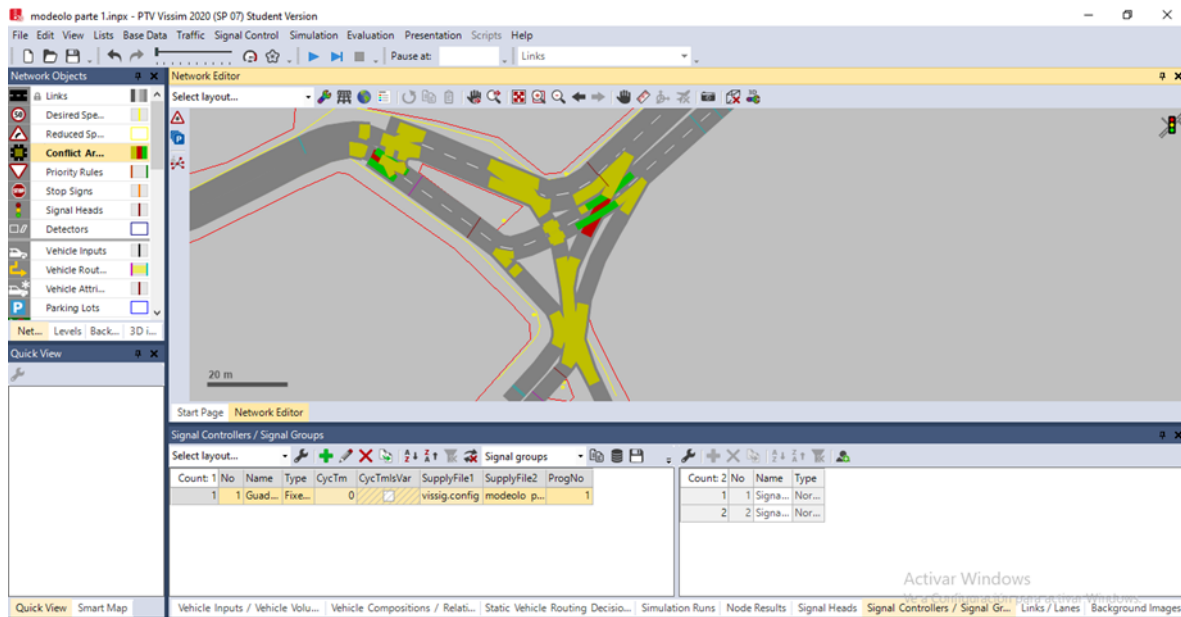 modeolo parte 1.inpx - PTV Vissim 2020 (SP 07) Student Version
File Edit View Lists Base Data Traffic Signal Control Simulation Evaluation Presentation Scripts Help
Pause at: Links
Network Objects
Network Editor
Links
Desired Spe...
Reduced Sp...
Conflict Ar...
Priority Rules
Stop Signs
Signal Heads
Detectors
Vehicle Inputs
Vehicle Rout...
Vehicle Attri...
Parking Lots
Net... Levels Back... 3D i...
Select layout...
20 m
Start Page Network Editor
Quick View
Quick View Smart Map
Signal Controllers / Signal Groups
Select layout... Signal groups
Count: 1 No Name Type CycTm CycTmIsVar SupplyFile1 SupplyFile2 ProgNo
1 1 Guad... Fixe... 0 vissig.config modeolo p... 1
Count: 2 No Name Type
1 1 Signa... Nor...
2 2 Signa... Nor...
Activar Windows
Ve a Configuración para activar Windows.
Vehicle Inputs / Vehicle Volu... Vehicle Compositions / Relati... Static Vehicle Routing Decisio... Simulation Runs Node Results Signal Heads Signal Controllers / Signal Gr... Links / Lanes Background Images